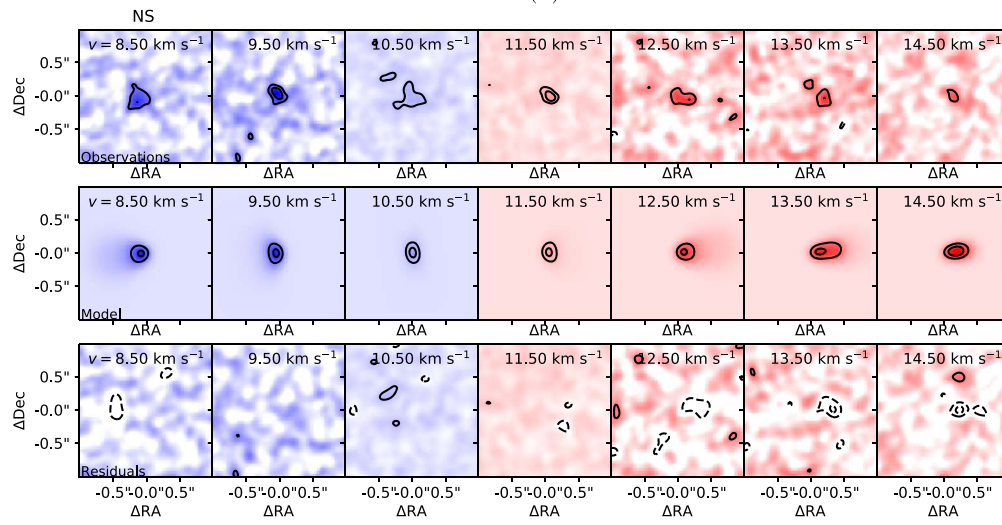 NS
v = 8.50 km s⁻¹ 9.50 km s⁻¹ 10.50 km s⁻¹ 11.50 km s⁻¹ 12.50 km s⁻¹ 13.50 km s⁻¹ 14.50 km s⁻¹
0.5"
ΔDec
-0.0"
-0.5"
Observations
ΔRA ΔRA ΔRA ΔRA ΔRA ΔRA ΔRA
v = 8.50 km s⁻¹ 9.50 km s⁻¹ 10.50 km s⁻¹ 11.50 km s⁻¹ 12.50 km s⁻¹ 13.50 km s⁻¹ 14.50 km s⁻¹
0.5"
ΔDec
-0.0"
-0.5"
Model
ΔRA ΔRA ΔRA ΔRA ΔRA ΔRA ΔRA
v = 8.50 km s⁻¹ 9.50 km s⁻¹ 10.50 km s⁻¹ 11.50 km s⁻¹ 12.50 km s⁻¹ 13.50 km s⁻¹ 14.50 km s⁻¹
0.5"
ΔDec
-0.0"
-0.5"
Residuals
-0.5"-0.0"0.5" -0.5"-0.0"0.5" -0.5"-0.0"0.5" -0.5"-0.0"0.5" -0.5"-0.0"0.5" -0.5"-0.0"0.5" -0.5"-0.0"0.5"
ΔRA ΔRA ΔRA ΔRA ΔRA ΔRA ΔRA